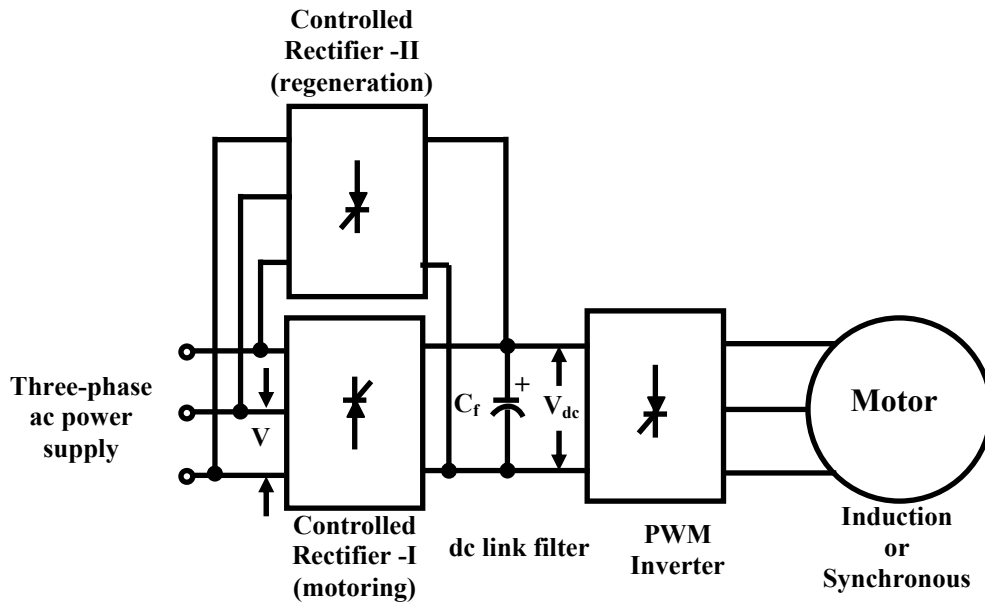 Controlled
Rectifier -II
(regeneration)
Three-phase
ac power
supply
V
C_f
+
V_dc
Motor
Controlled
Rectifier -I
(motoring)
dc link filter
PWM
Inverter
Induction
or
Synchronous